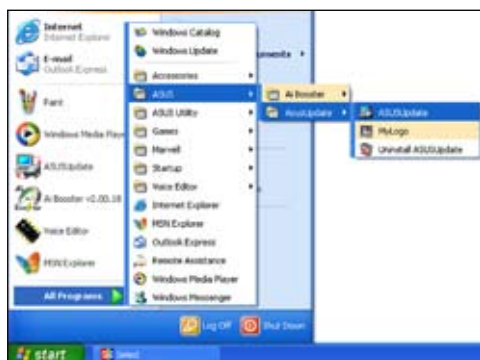 Internet
Internet Explorer
E-mail
Outlook Express
Paint
Windows Media Player
ASUSUpdate
Ai Booster v2.00.18
Voice Editor
MSN Explorer
All Programs
Windows Catalog
Windows Update
Accessories
ASUS
ASUS Utility
Games
Marvell
Startup
Voice Editor
Internet Explorer
MSN Explorer
Outlook Express
Remote Assistance
Windows Media Player
Windows Messenger
Ai Booster
AsusUpdate
ASUSUpdate
MyLogo
Uninstall ASUSUpdate
Log Off
Shut Down
start